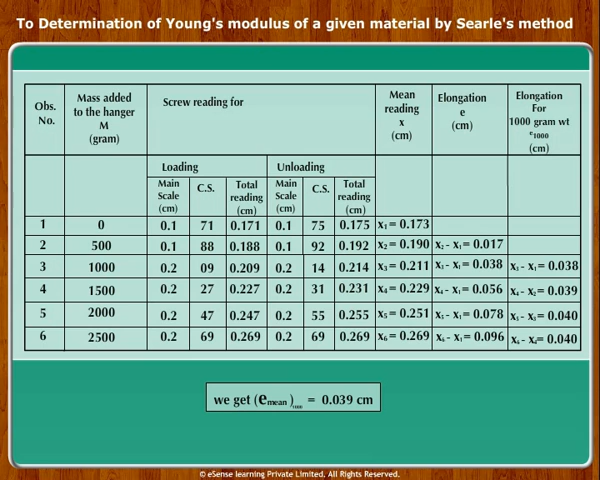 To Determination of Young's modulus of a given material by Searle's method
Obs. No. Mass added to the hanger M (gram) Screw reading for Mean reading x (cm) Elongation e (cm) Elongation For 1000 gram wt e1000 (cm)
Loading Unloading
Main Scale (cm) C.S. Total reading (cm) Main Scale (cm) C.S. Total reading (cm)
1 0 0.1 71 0.171 0.1 75 0.175 x₁ = 0.173
2 500 0.1 88 0.188 0.1 92 0.192 x₂ = 0.190 x₂ - x₁ = 0.017
3 1000 0.2 09 0.209 0.2 14 0.214 x₃ = 0.211 x₃ - x₁ = 0.038 x₃ - x₁ = 0.038
4 1500 0.2 27 0.227 0.2 31 0.231 x₄ = 0.229 x₄ - x₁ = 0.056 x₄ - x₂ = 0.039
5 2000 0.2 47 0.247 0.2 55 0.255 x₅ = 0.251 x₅ - x₁ = 0.078 x₅ - x₃ = 0.040
6 2500 0.2 69 0.269 0.2 69 0.269 x₆ = 0.269 x₆ - x₁ = 0.096 x₆ - x₄ = 0.040
we get (e mean )1000 = 0.039 cm
© eSense learning Private Limited. All Rights Reserved.